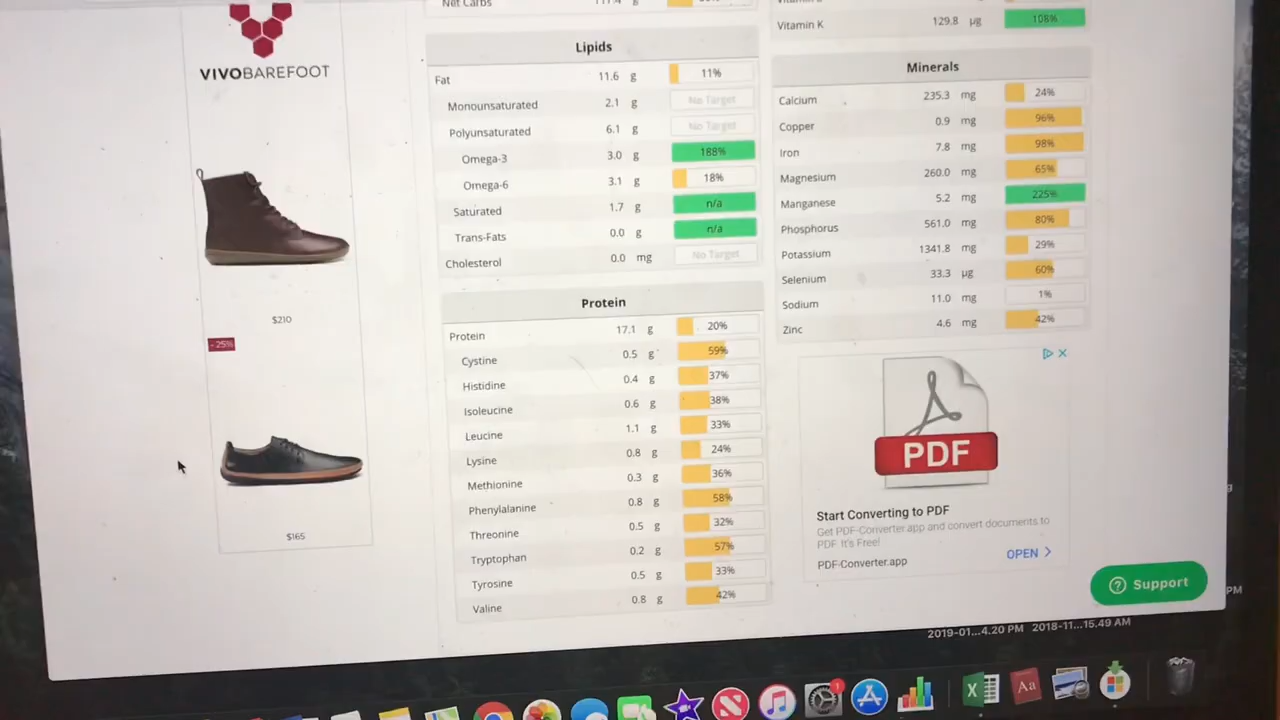 VIVOBAREFOOT
$210
- 25%
$165
Net Carbs
Lipids
Fat 11.6 g 11%
Monounsaturated 2.1 g No Target
Polyunsaturated 6.1 g No Target
Omega-3 3.0 g 188%
Omega-6 3.1 g 18%
Saturated 1.7 g n/a
Trans-Fats 0.0 g n/a
Cholesterol 0.0 mg No Target
Protein
Protein 17.1 g 20%
Cystine 0.5 g 59%
Histidine 0.4 g 37%
Isoleucine 0.6 g 38%
Leucine 1.1 g 33%
Lysine 0.8 g 24%
Methionine 0.3 g 36%
Phenylalanine 0.8 g 58%
Threonine 0.5 g 32%
Tryptophan 0.2 g 57%
Tyrosine 0.5 g 33%
Valine 0.8 g 42%
Vitamin K 129.8 µg 108%
Minerals
Calcium 235.3 mg 24%
Copper 0.9 mg 96%
Iron 7.8 mg 98%
Magnesium 260.0 mg 65%
Manganese 5.2 mg 225%
Phosphorus 561.0 mg 80%
Potassium 1341.8 mg 29%
Selenium 33.3 µg 60%
Sodium 11.0 mg 1%
Zinc 4.6 mg 42%
PDF
Start Converting to PDF
Get PDF-Converter.app and convert documents to
PDF. It's Free!
PDF-Converter.app OPEN
Support
PM
2019-01...4.20 PM 2018-11...15.49 AM
1
Aa